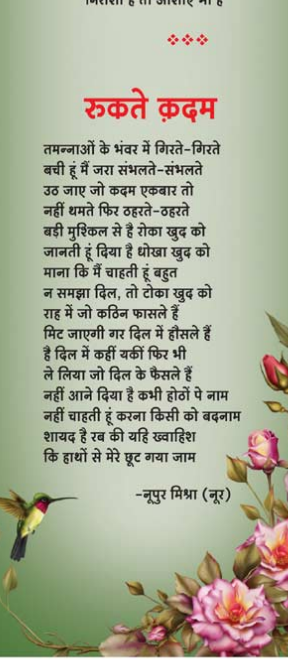 निराशा है तो आशाएं भी हैं
रुकते क़दम
तमन्नाओं के भंवर में गिरते-गिरते
बची हूं मैं जरा संभलते-संभलते
उठ जाए जो कदम एकबार तो
नहीं थमते फिर ठहरते-ठहरते
बडी मुश्किल से है रोका खुद को
जानती हूं दिया है धोखा खुद को
माना कि मैं चाहती हूं बहुत
न समझा दिल, तो टोका खुद को
राह में जो कठिन फासले हैं
मिट जाएगी गर दिल में हौसले हैं
है दिल में कहीं यकीं फिर भी
ले लिया जो दिल के फैसले हैं
नहीं आने दिया है कभी होठों पे नाम
नहीं चाहती हूं करना किसी को बदनाम
शायद है रब की यहि ख्वाहिश
कि हाथों से मेरे छूट गया जाम
-नूपुर मिश्रा (नूर)